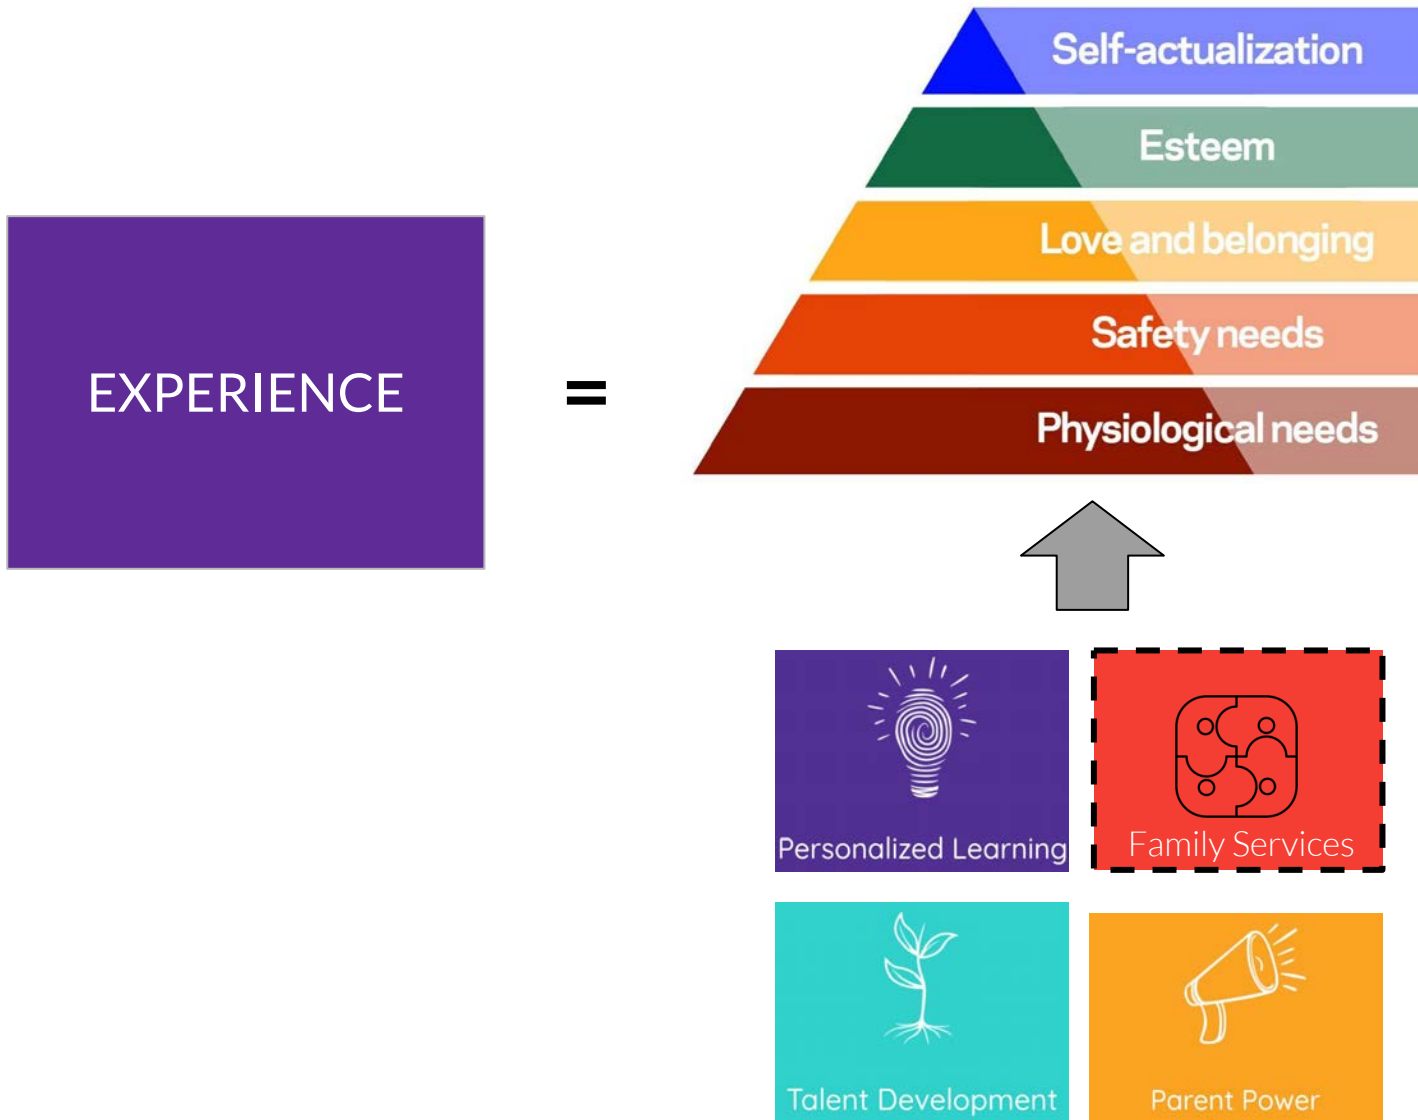 Self-actualization
Esteem
Love and belonging
Safety needs
Physiological needs
EXPERIENCE
=
Personalized Learning
Family Services
Talent Development
Parent Power